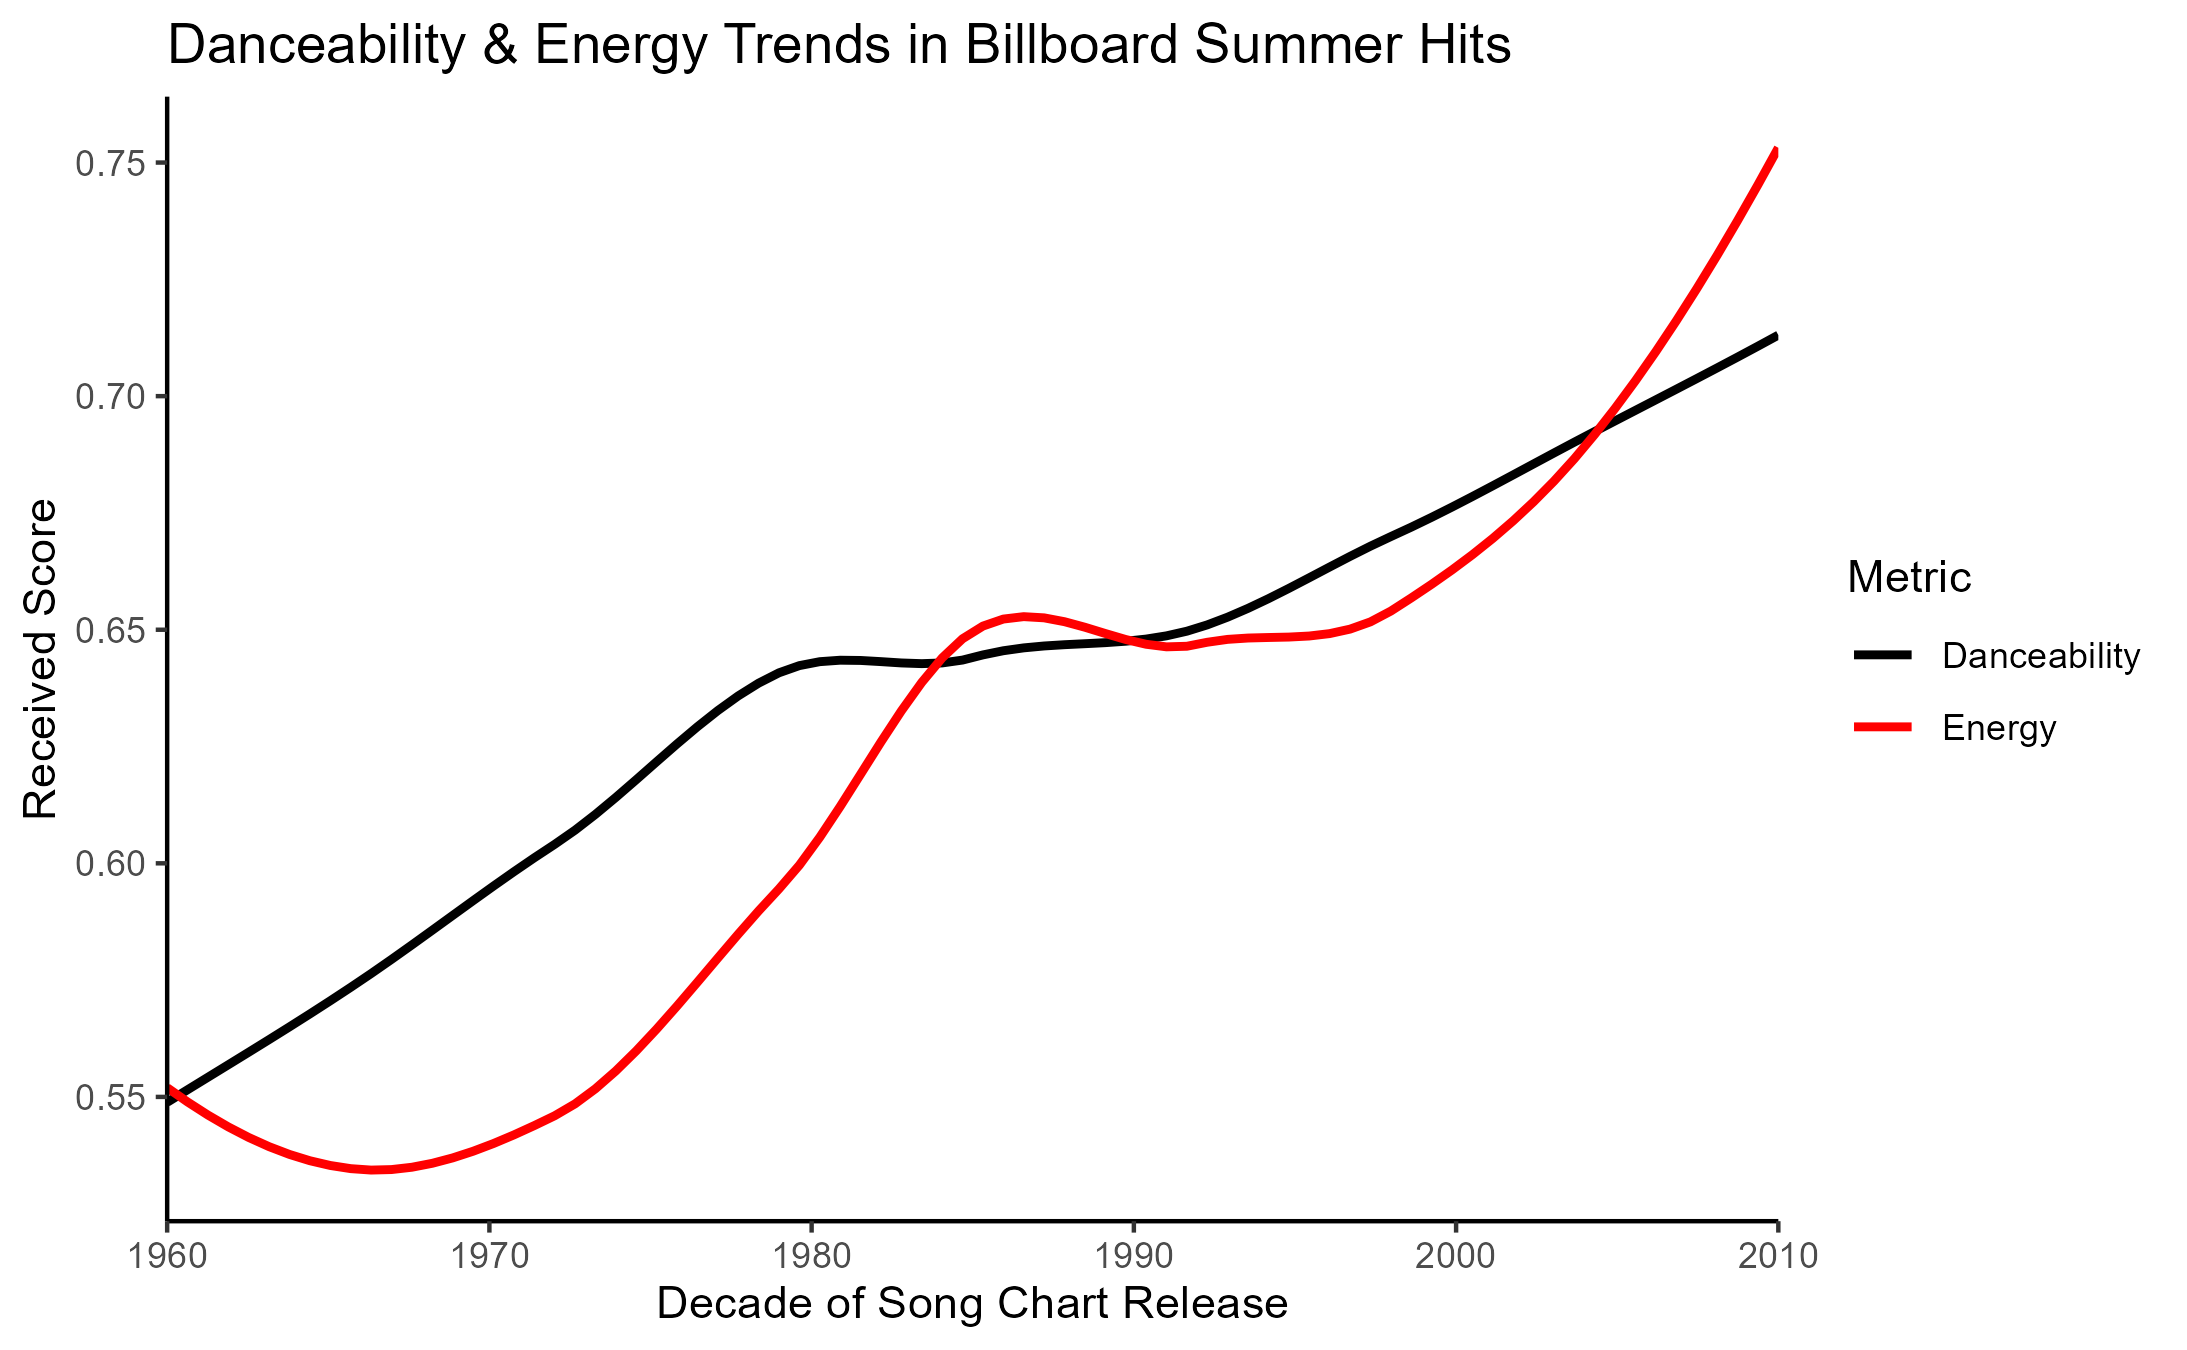 Danceability & Energy Trends in Billboard Summer Hits
Received Score
0.75
0.70
0.65
0.60
0.55
1960 1970 1980 1990 2000 2010
Decade of Song Chart Release
Metric
Danceability
Energy